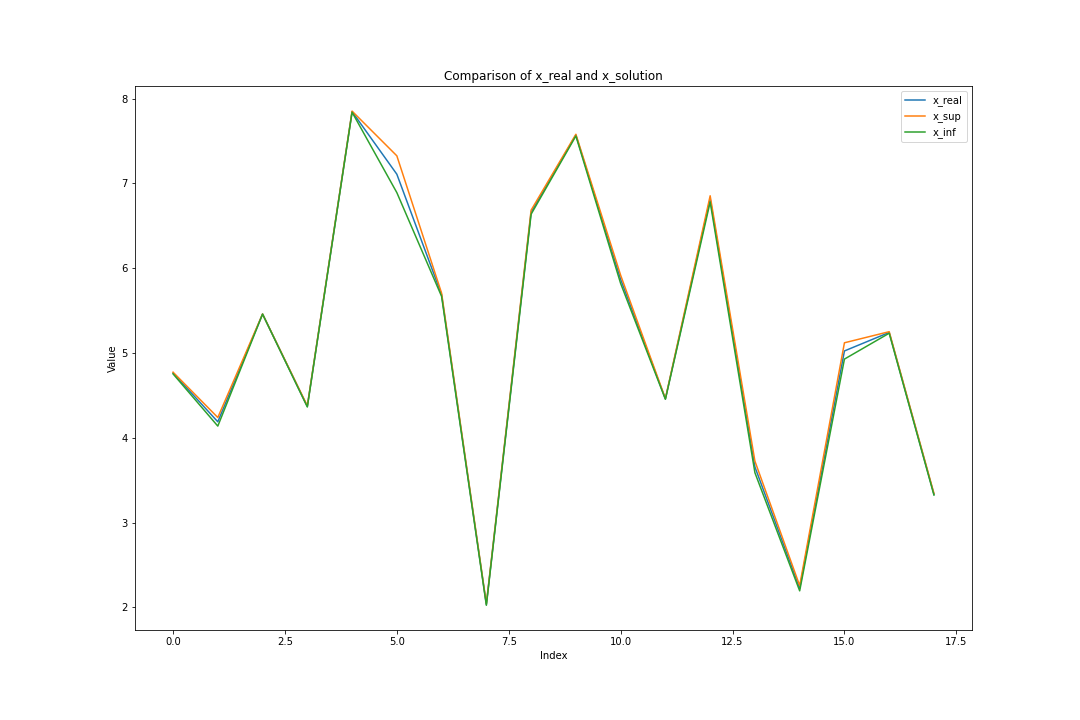 Comparison of x_real and x_solution
x_real
x_sup
x_inf
8
7
6
5
4
3
2
Value
0.0 2.5 5.0 7.5 10.0 12.5 15.0 17.5
Index